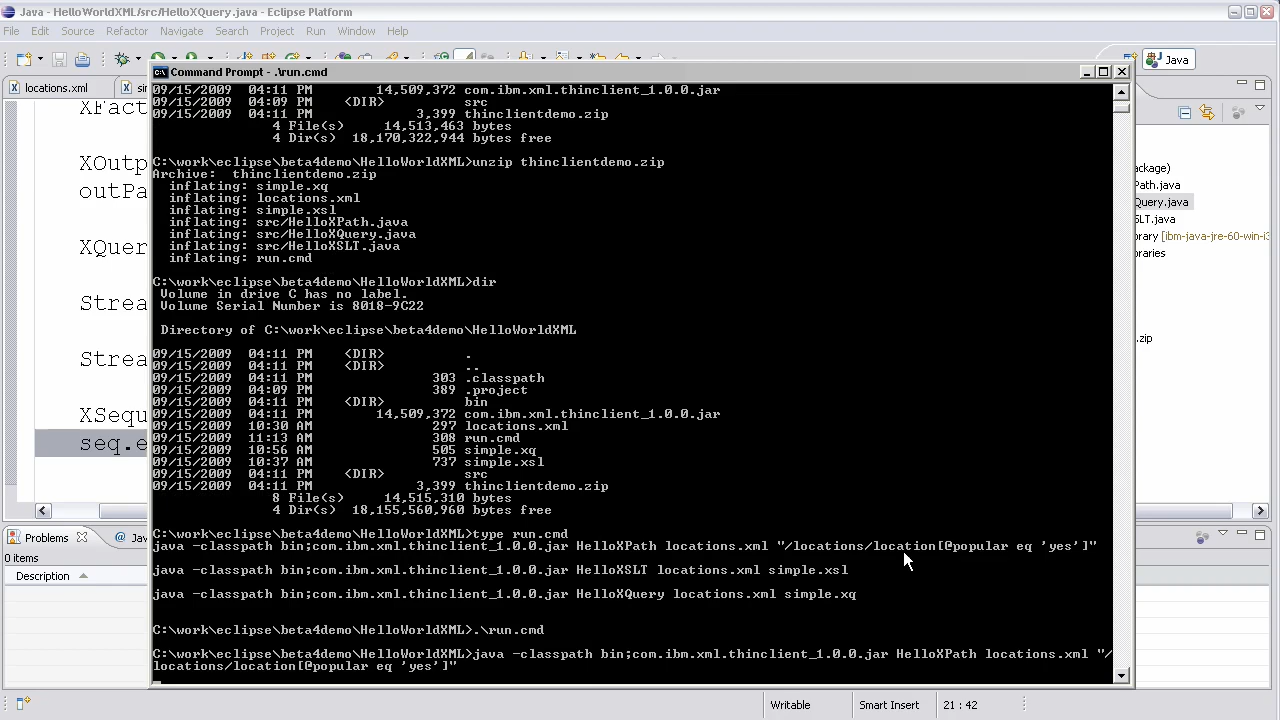 Java - HelloWorldXML/src/HelloXQuery.java - Eclipse Platform
File Edit Source Refactor Navigate Search Project Run Window Help
Java
locations.xml
Command Prompt - .\run.cmd
XFact
XOutp
outPa
XQuer
Strea
Strea
XSequ
seq.e
09/15/2009 04:11 PM 14,509,372 com.ibm.xml.thinclient_1.0.0.jar
09/15/2009 04:09 PM <DIR> src
09/15/2009 04:11 PM 3,399 thinclientdemo.zip
4 File(s) 14,513,463 bytes
4 Dir(s) 18,170,322,944 bytes free
C:\work\eclipse\beta4demo\HelloWorldXML>unzip thinclientdemo.zip
Archive: thinclientdemo.zip
inflating: simple.xq
inflating: locations.xml
inflating: simple.xsl
inflating: src/HelloXPath.java
inflating: src/HelloXQuery.java
inflating: src/HelloXSLT.java
inflating: run.cmd
C:\work\eclipse\beta4demo\HelloWorldXML>dir
Volume in drive C has no label.
Volume Serial Number is 8018-9C22
Directory of C:\work\eclipse\beta4demo\HelloWorldXML
09/15/2009 04:11 PM <DIR> .
09/15/2009 04:11 PM <DIR> ..
09/15/2009 04:11 PM 303 .classpath
09/15/2009 04:09 PM 389 .project
09/15/2009 04:11 PM <DIR> bin
09/15/2009 04:11 PM 14,509,372 com.ibm.xml.thinclient_1.0.0.jar
09/15/2009 10:30 AM 297 locations.xml
09/15/2009 11:13 AM 308 run.cmd
09/15/2009 10:56 AM 505 simple.xq
09/15/2009 10:37 AM 737 simple.xsl
09/15/2009 04:11 PM <DIR> src
09/15/2009 04:11 PM 3,399 thinclientdemo.zip
8 File(s) 14,515,310 bytes
4 Dir(s) 18,155,560,960 bytes free
C:\work\eclipse\beta4demo\HelloWorldXML>type run.cmd
java -classpath bin;com.ibm.xml.thinclient_1.0.0.jar HelloXPath locations.xml "/locations/location[@popular eq 'yes']"
java -classpath bin;com.ibm.xml.thinclient_1.0.0.jar HelloXSLT locations.xml simple.xsl
java -classpath bin;com.ibm.xml.thinclient_1.0.0.jar HelloXQuery locations.xml simple.xq
C:\work\eclipse\beta4demo\HelloWorldXML>.\run.cmd
C:\work\eclipse\beta4demo\HelloWorldXML>java -classpath bin;com.ibm.xml.thinclient_1.0.0.jar HelloXPath locations.xml "/
locations/location[@popular eq 'yes']"
ackage)
Path.java
Query.java
LT.java
rary [ibm-java-jre-60-win-i3
raries
.zip
Problems
Jav
0 items
Description
Writable Smart Insert 21 : 42